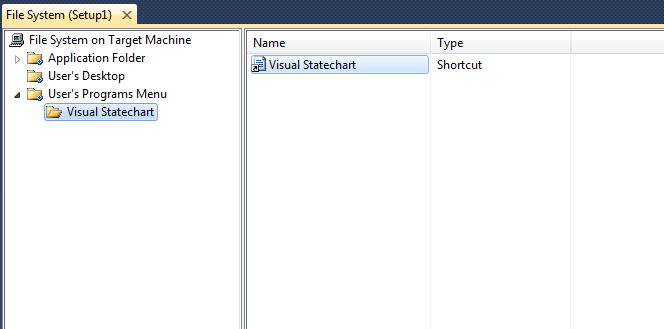 File System (Setup1)
File System on Target Machine
Application Folder
User's Desktop
User's Programs Menu
Visual Statechart
Name Type
Visual Statechart Shortcut